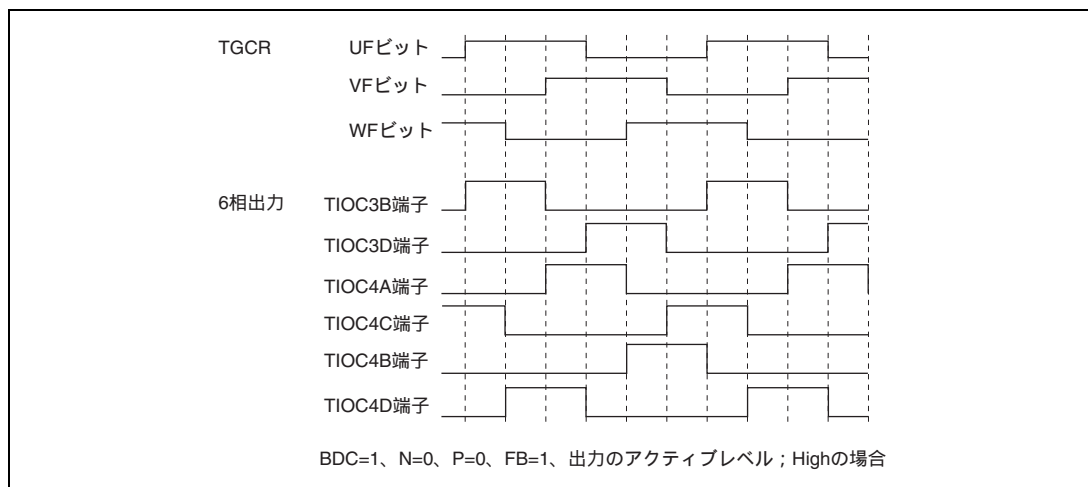 TGCR UFビット
VFビット
WFビット
6相出力 TIOC3B端子
TIOC3D端子
TIOC4A端子
TIOC4C端子
TIOC4B端子
TIOC4D端子
BDC=1、N=0、P=0、FB=1、出力のアクティブレベル；Highの場合